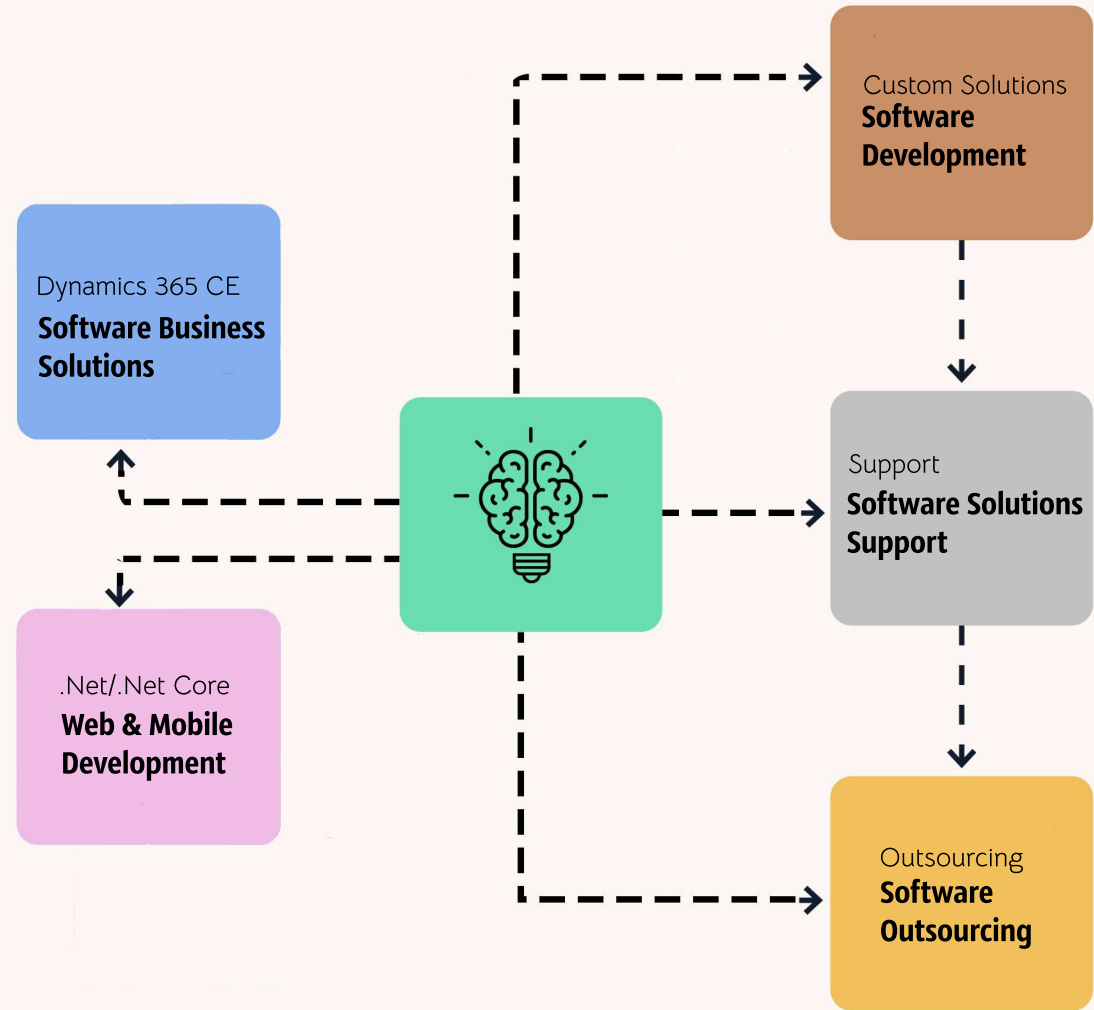 Custom Solutions
Software
Development
Dynamics 365 CE
Software Business
Solutions
Support
Software Solutions
Support
.Net/.Net Core
Web & Mobile
Development
Outsourcing
Software
Outsourcing